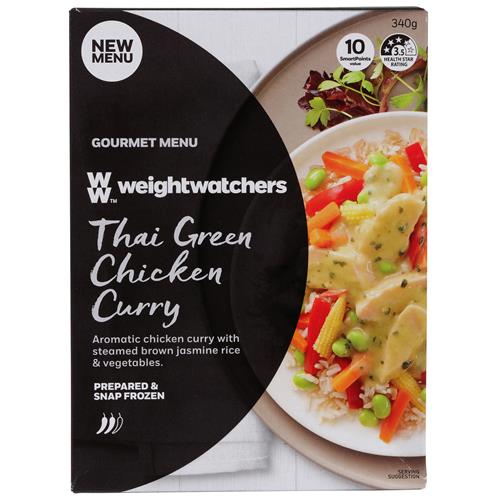 NEW
MENU
340g
10
SmartPoints
value
3.5
HEALTH STAR
RATING
GOURMET MENU
WW™ weightwatchers
Thai Green
Chicken
Curry
Aromatic chicken curry with
steamed brown jasmine rice
& vegetables.
PREPARED &
SNAP FROZEN
SERVING
SUGGESTION